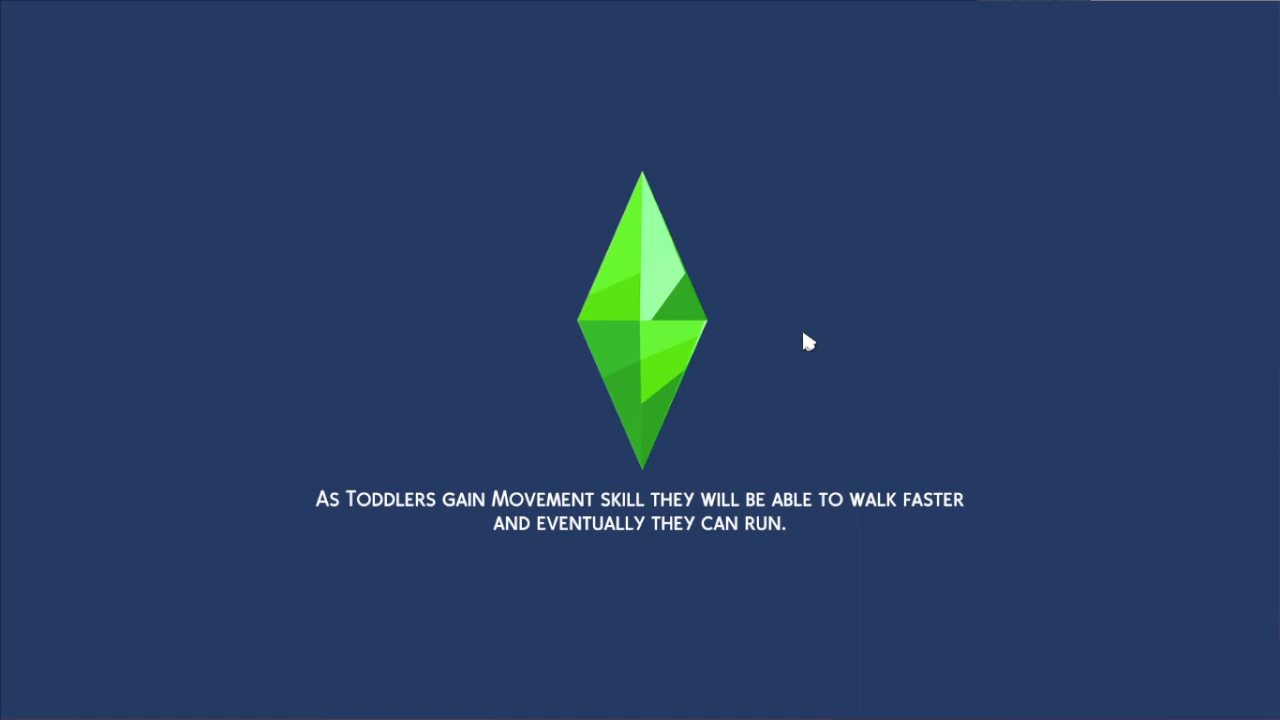 As Toddlers gain Movement skill they will be able to walk faster
and eventually they can run.